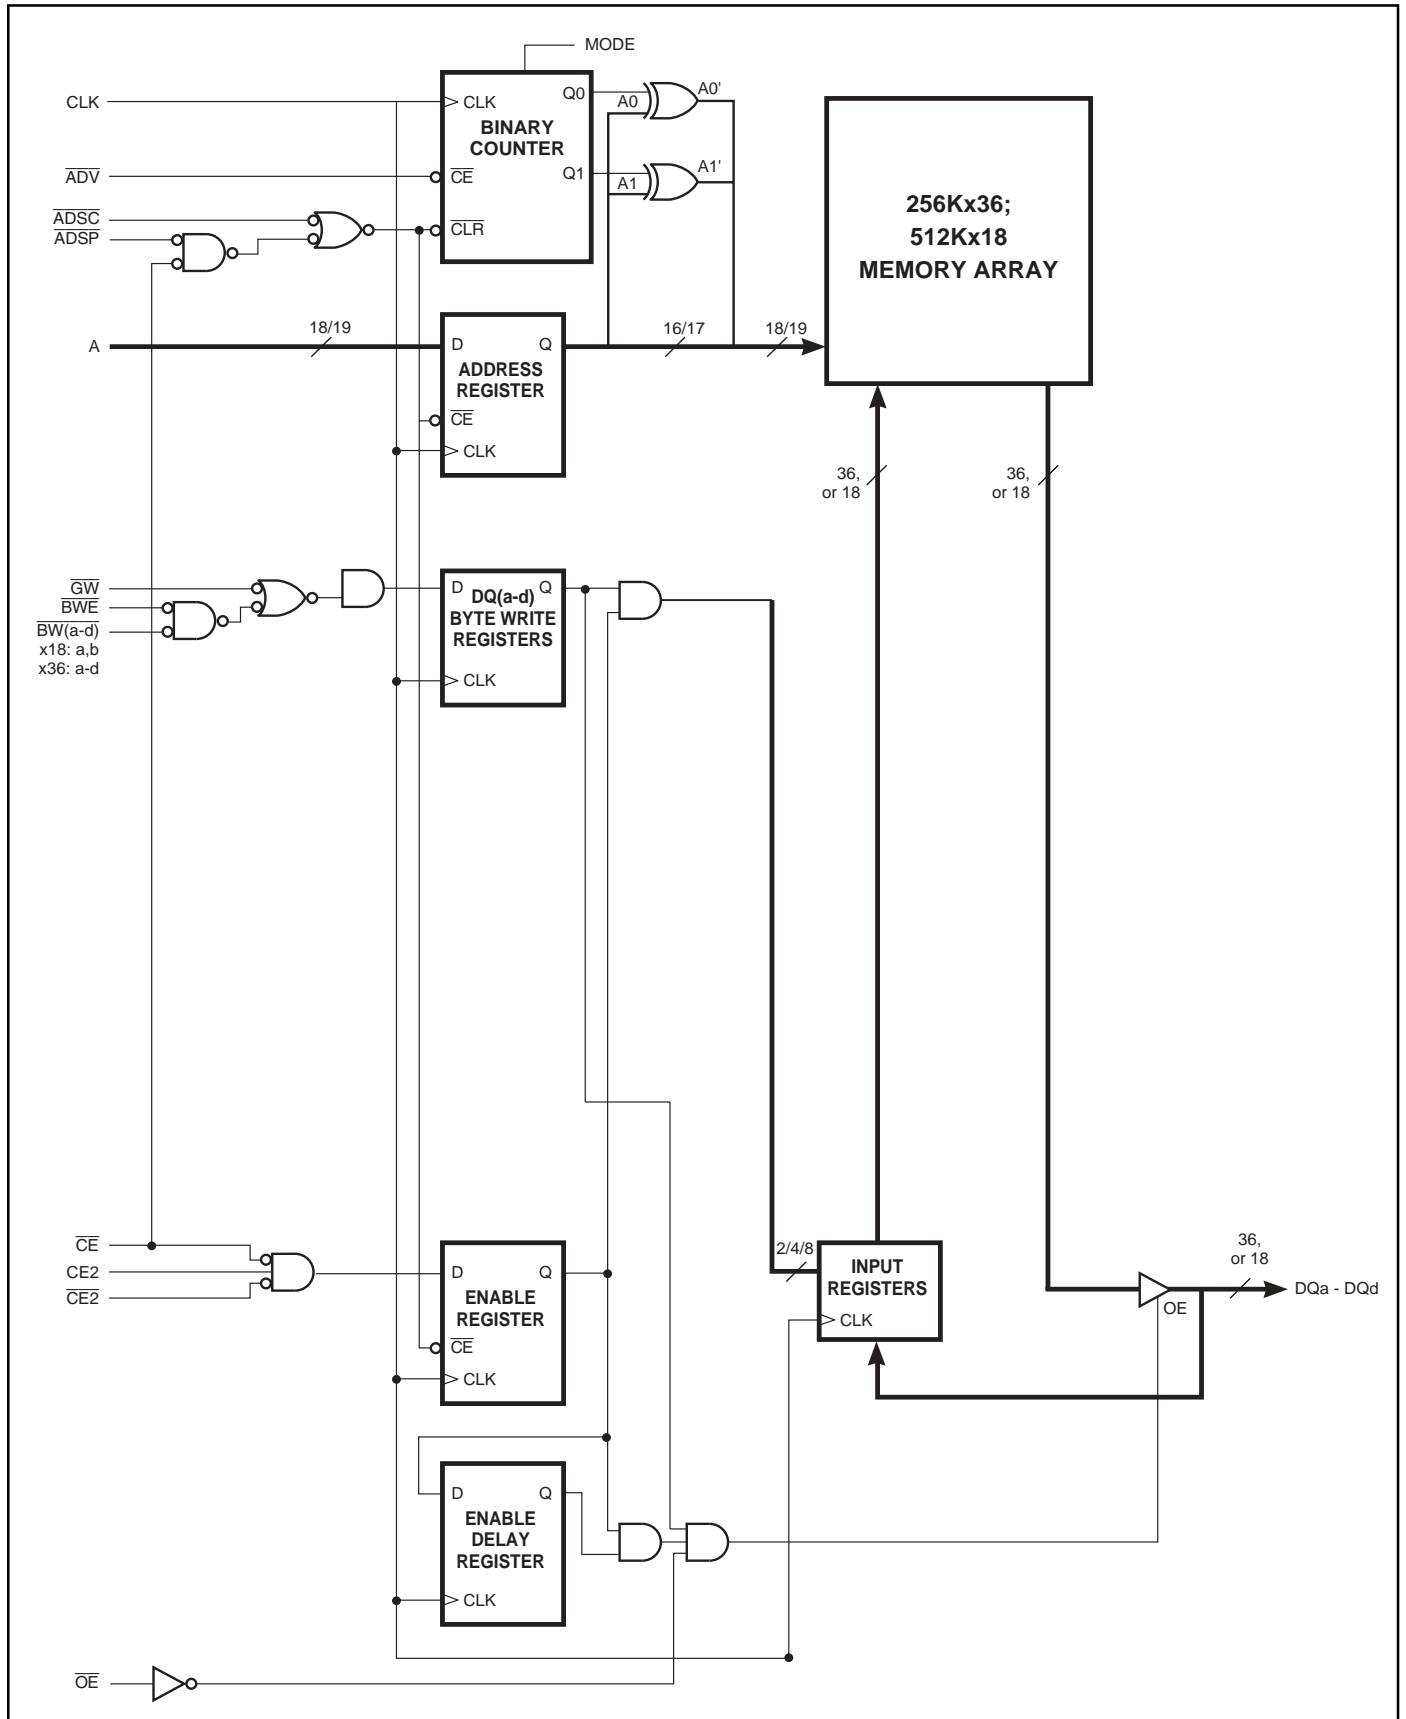 MODE
CLK
CLK
Q0
A0
A0'
BINARY
COUNTER
ADV
CE
Q1
A1
A1'
ADSC
ADSP
CLR
256Kx36;
512Kx18
MEMORY ARRAY
A
18/19
D
Q
16/17
18/19
ADDRESS
REGISTER
CE
CLK
36,
or 18
36,
or 18
GW
BWE
BW(a-d)
x18: a,b
x36: a-d
D
Q
DQ(a-d)
BYTE WRITE
REGISTERS
CLK
CE
CE2
CE2
D
Q
ENABLE
REGISTER
CE
CLK
2/4/8
INPUT
REGISTERS
CLK
36,
or 18
OE
DQa - DQd
D
Q
ENABLE
DELAY
REGISTER
CLK
OE